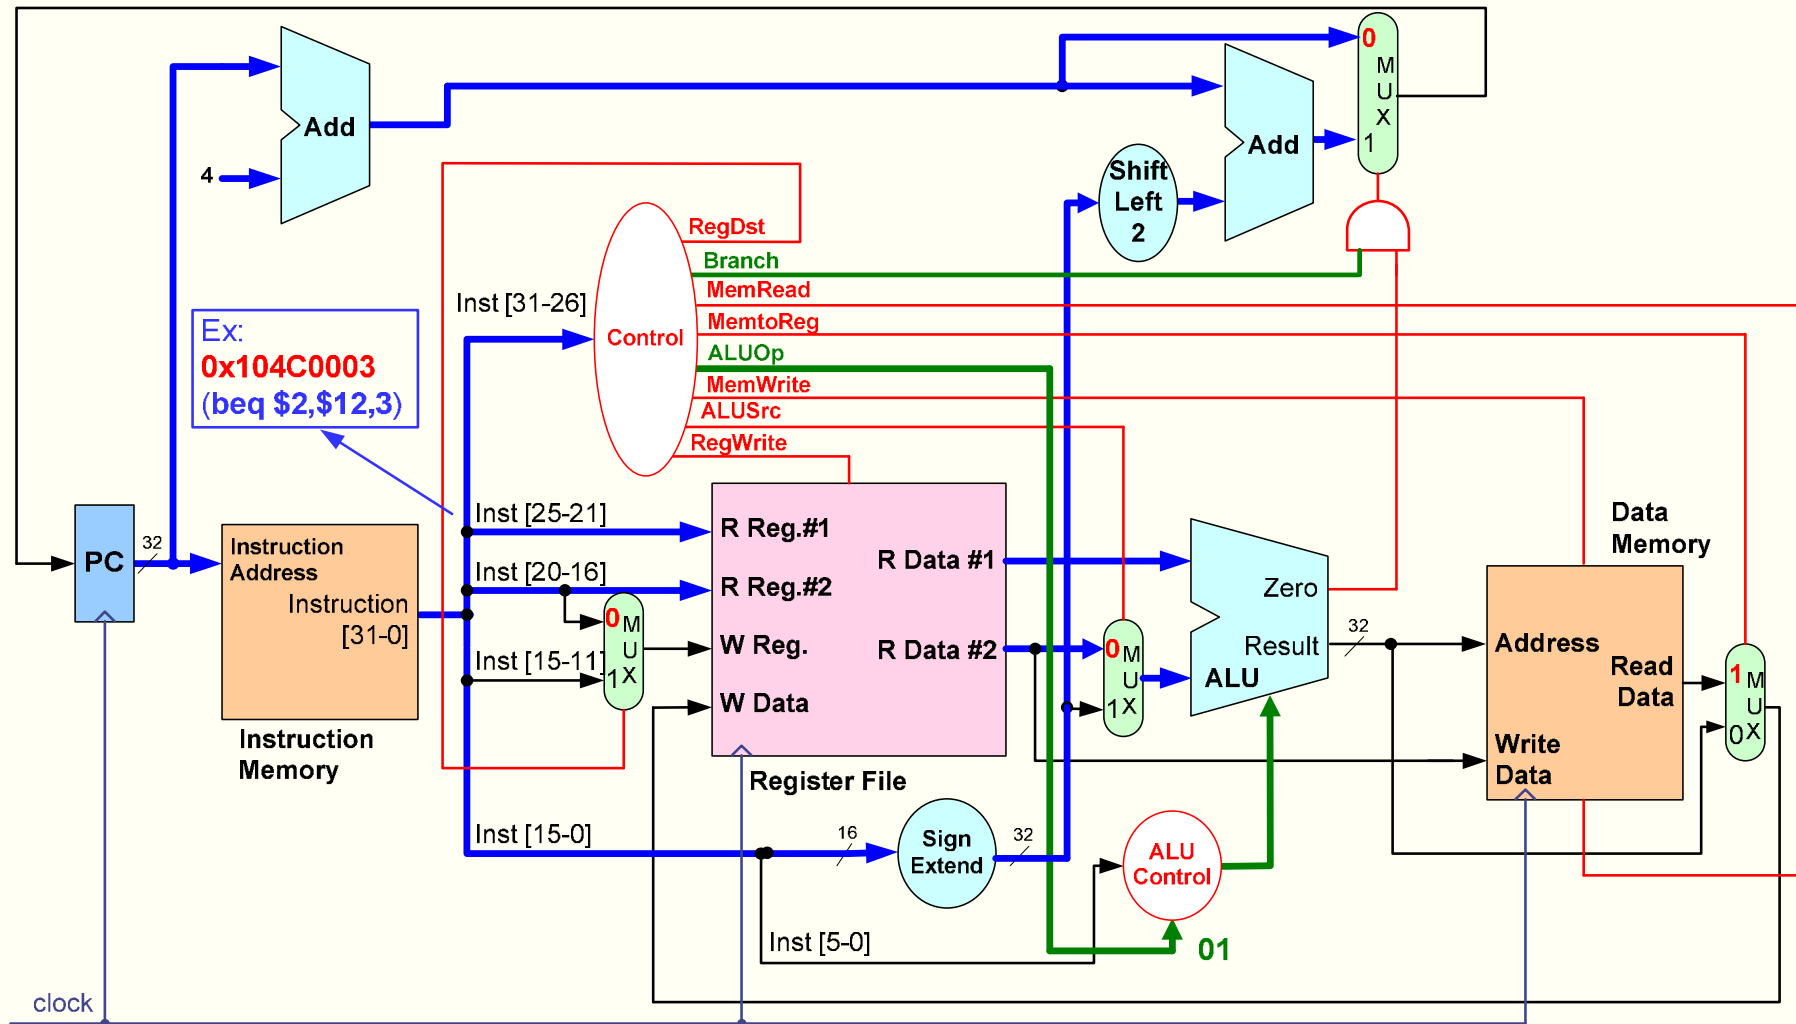 0
M
U
X
1
Add
4
Add
Shift
Left
2
RegDst
Branch
MemRead
MemtoReg
ALUOp
MemWrite
ALUSrc
RegWrite
Inst [31-26]
Control
Ex:
0x104C0003
(beq $2,$12,3)
PC
32
Instruction
Address
Instruction
[31-0]
Instruction
Memory
Inst [25-21]
Inst [20-16]
Inst [15-11]
Inst [15-0]
0
M
U
1X
R Reg.#1
R Reg.#2
W Reg.
W Data
R Data #1
R Data #2
Register File
0
M
U
1X
Zero
Result
ALU
32
Data
Memory
Address
Read
Data
Write
Data
1
M
U
0X
16
Sign
Extend
32
ALU
Control
Inst [5-0]
01
clock